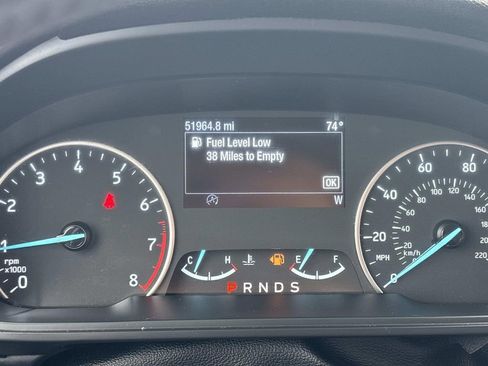 51964.8 mi 74°
Fuel Level Low
38 Miles to Empty
OK
W
0 1 2 3 4 5 6 7 8
rpm
x1000
C H E F
P R N D S
0 20 40 60 80
MPH
km/h
20 40 60 80 100 120 140 160 180 200 220